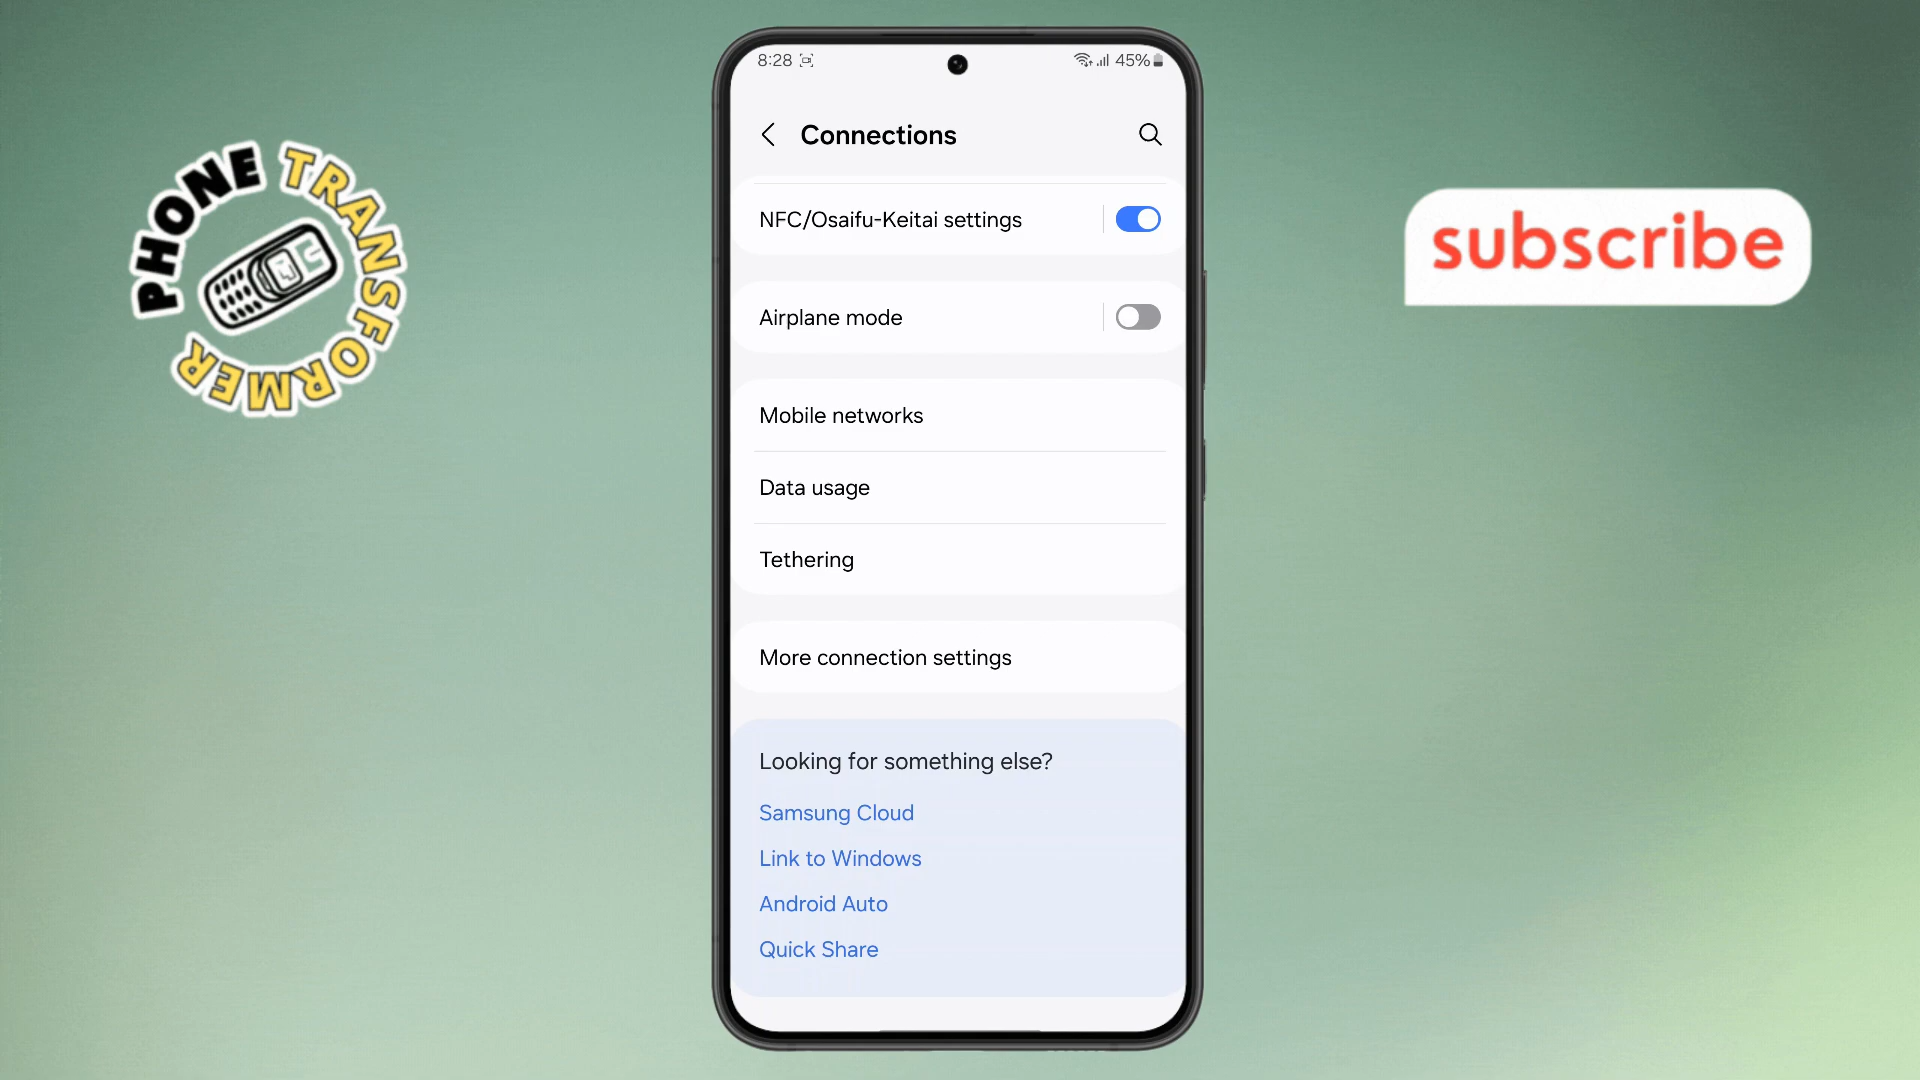 PHONE TRANSFORMER
8:28 45%
Connections
NFC/Osaifu-Keitai settings
Airplane mode
Mobile networks
Data usage
Tethering
More connection settings
Looking for something else?
Samsung Cloud
Link to Windows
Android Auto
Quick Share
subscribe